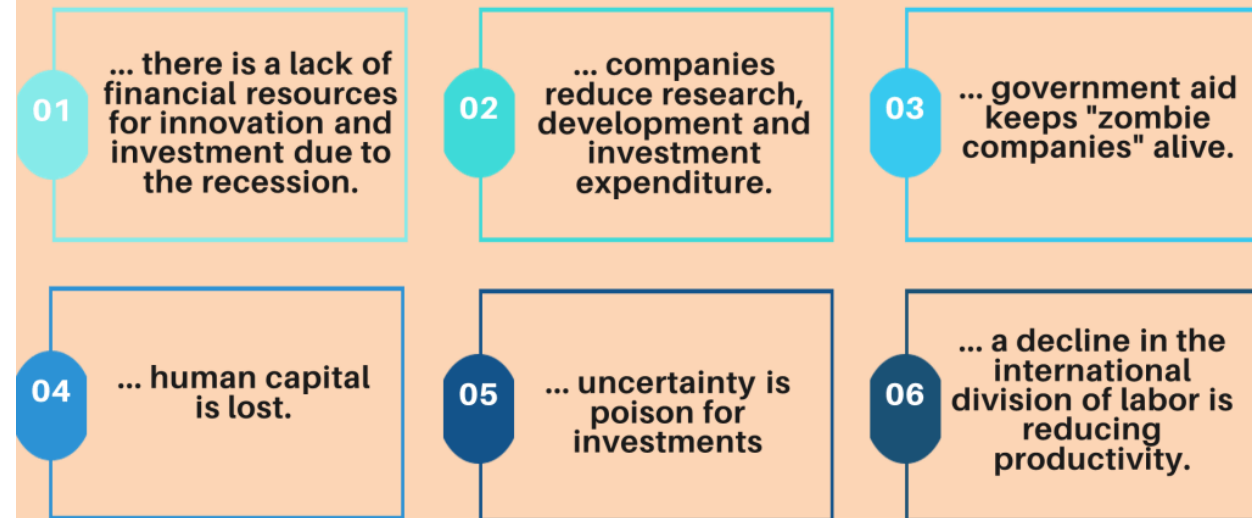 01
... there is a lack of
financial resources
for innovation and
investment due to
the recession.
02
... companies
reduce research,
development and
investment
expenditure.
03
... government aid
keeps "zombie
companies" alive.
04
... human capital
is lost.
05
... uncertainty is
poison for
investments
06
... a decline in the
international
division of labor is
reducing
productivity.